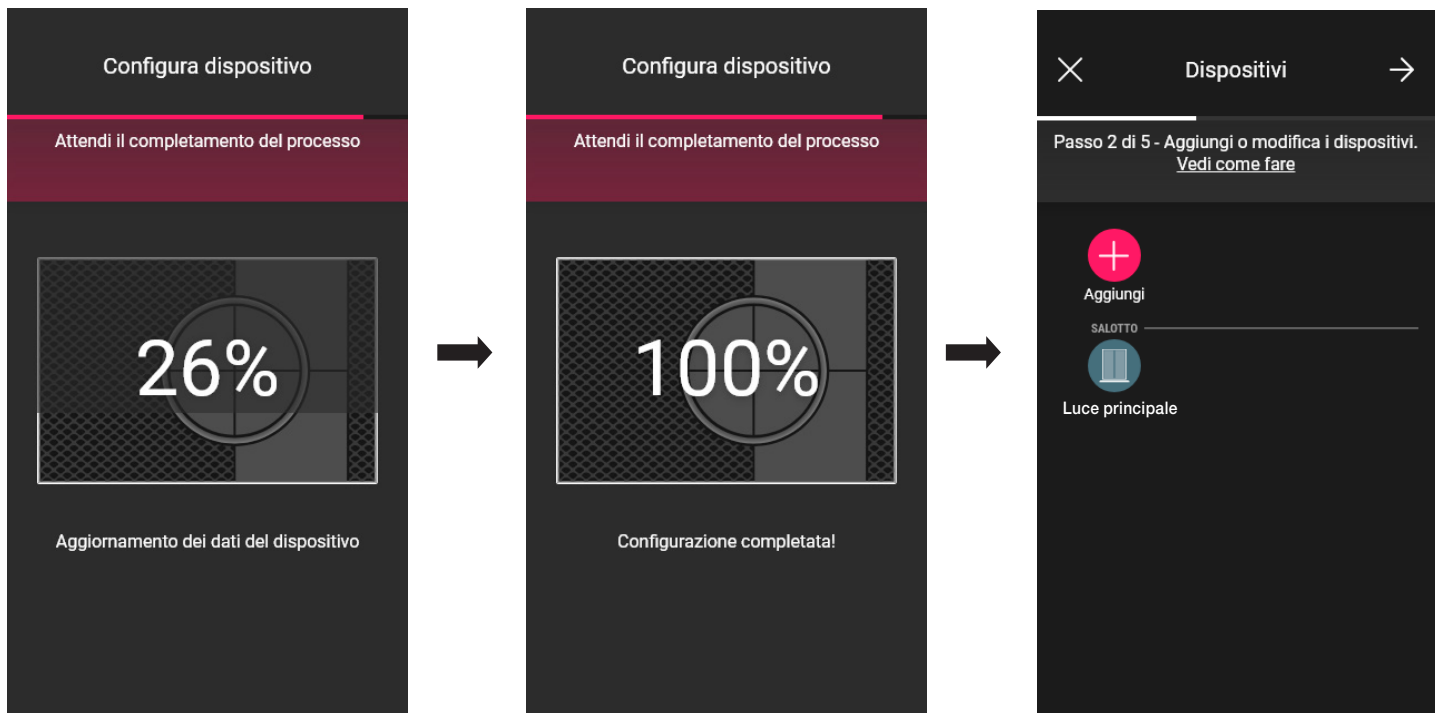 Configura dispositivo
Attendi il completamento del processo
26%
Aggiornamento dei dati del dispositivo
Configura dispositivo
Attendi il completamento del processo
100%
Configurazione completata!
Dispositivi
Passo 2 di 5 - Aggiungi o modifica i dispositivi.
Vedi come fare
Aggiungi
SALOTTO
Luce principale